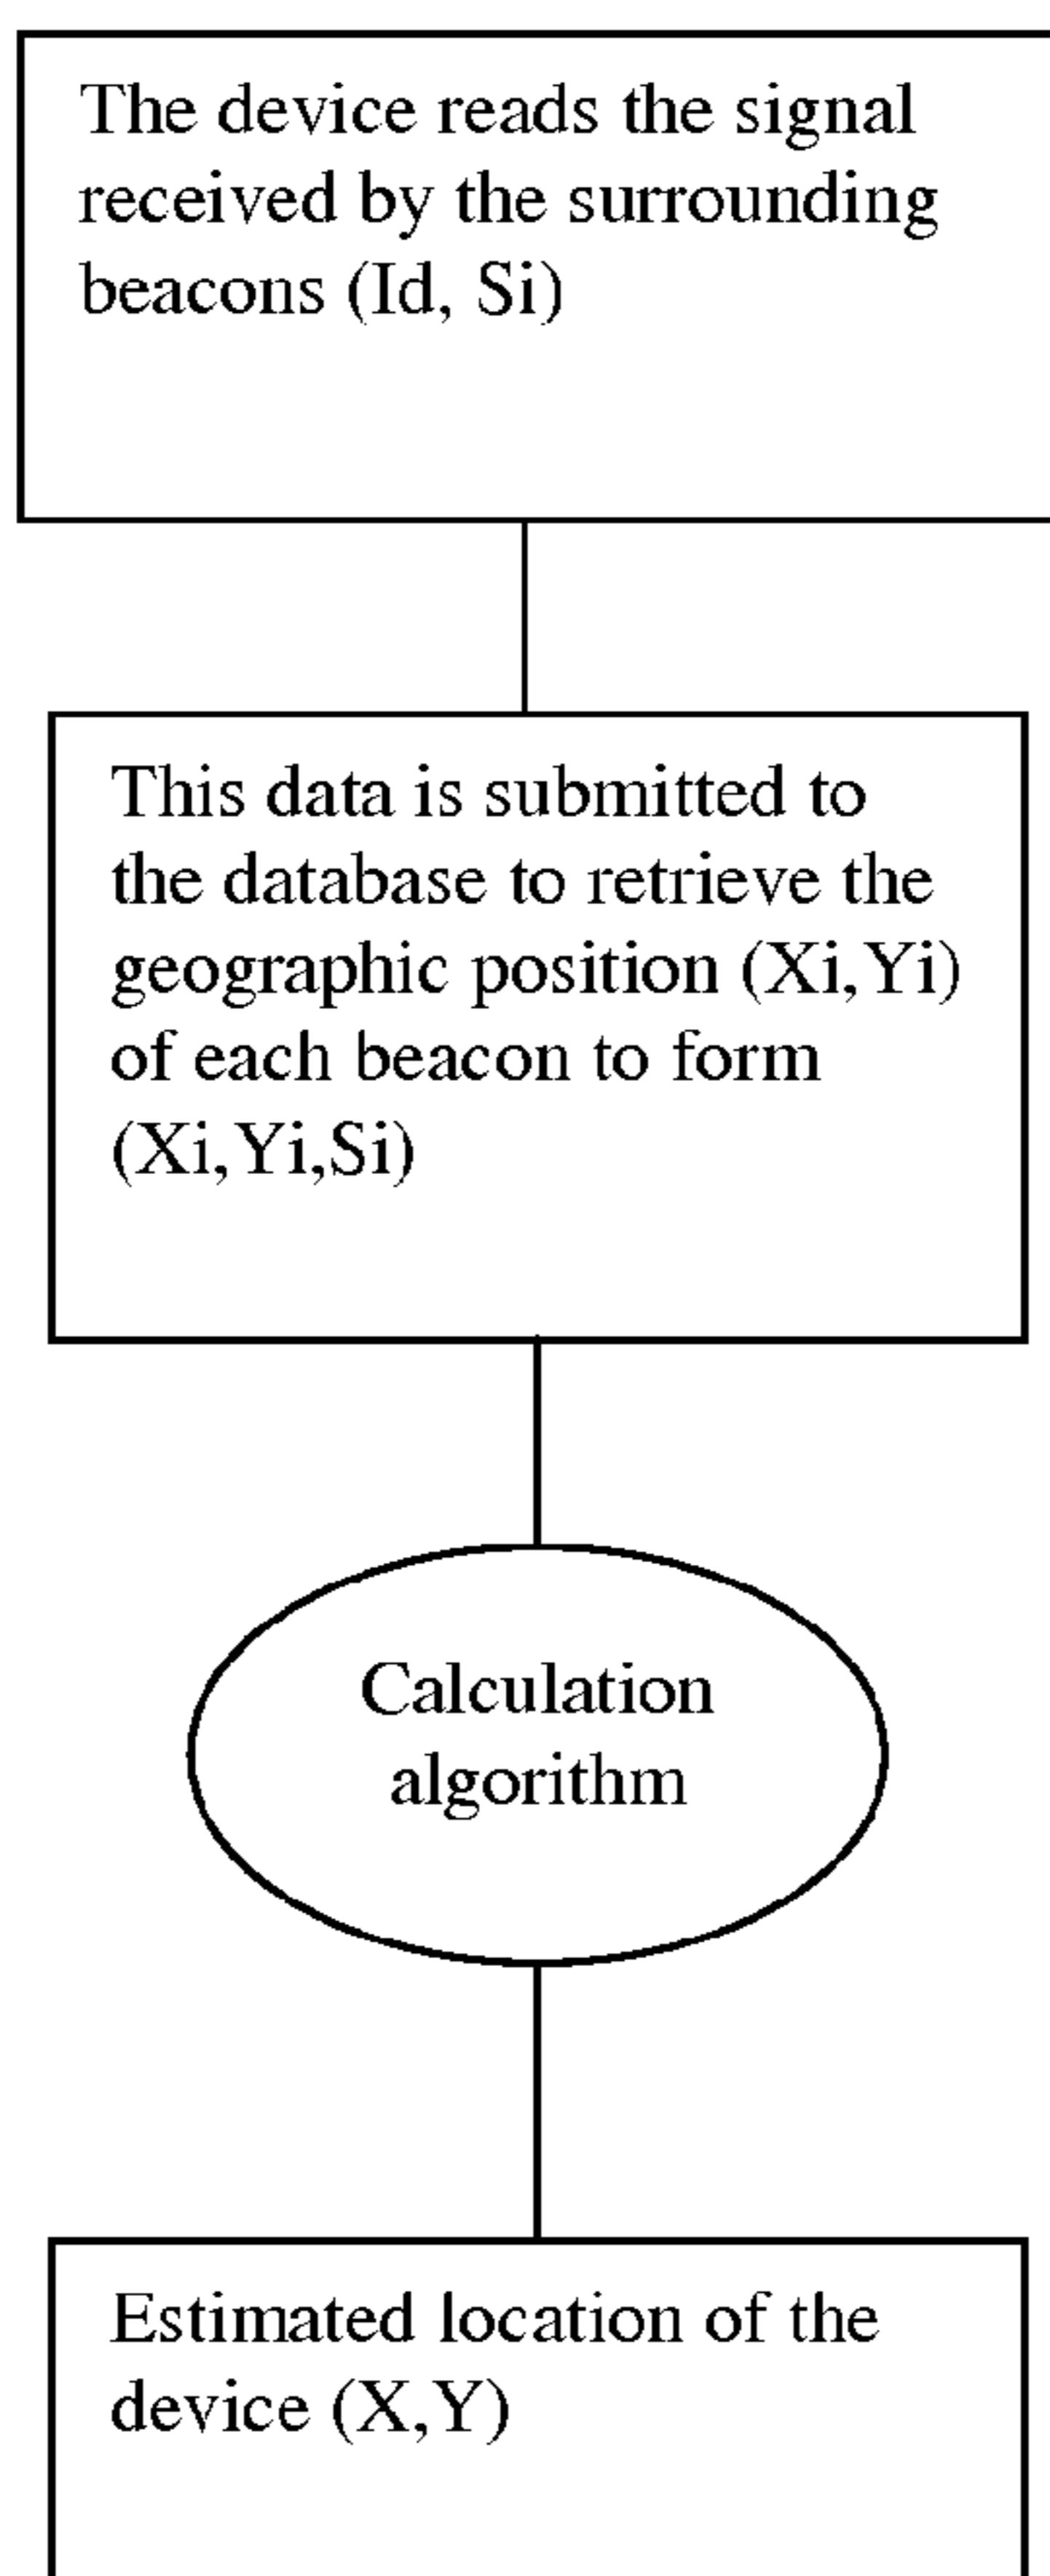 The device reads the signal
received by the surrounding
beacons (Id, Si)
This data is submitted to
the database to retrieve the
geographic position (Xi,Yi)
of each beacon to form
(Xi,Yi,Si)
Calculation
algorithm
Estimated location of the
device (X,Y)